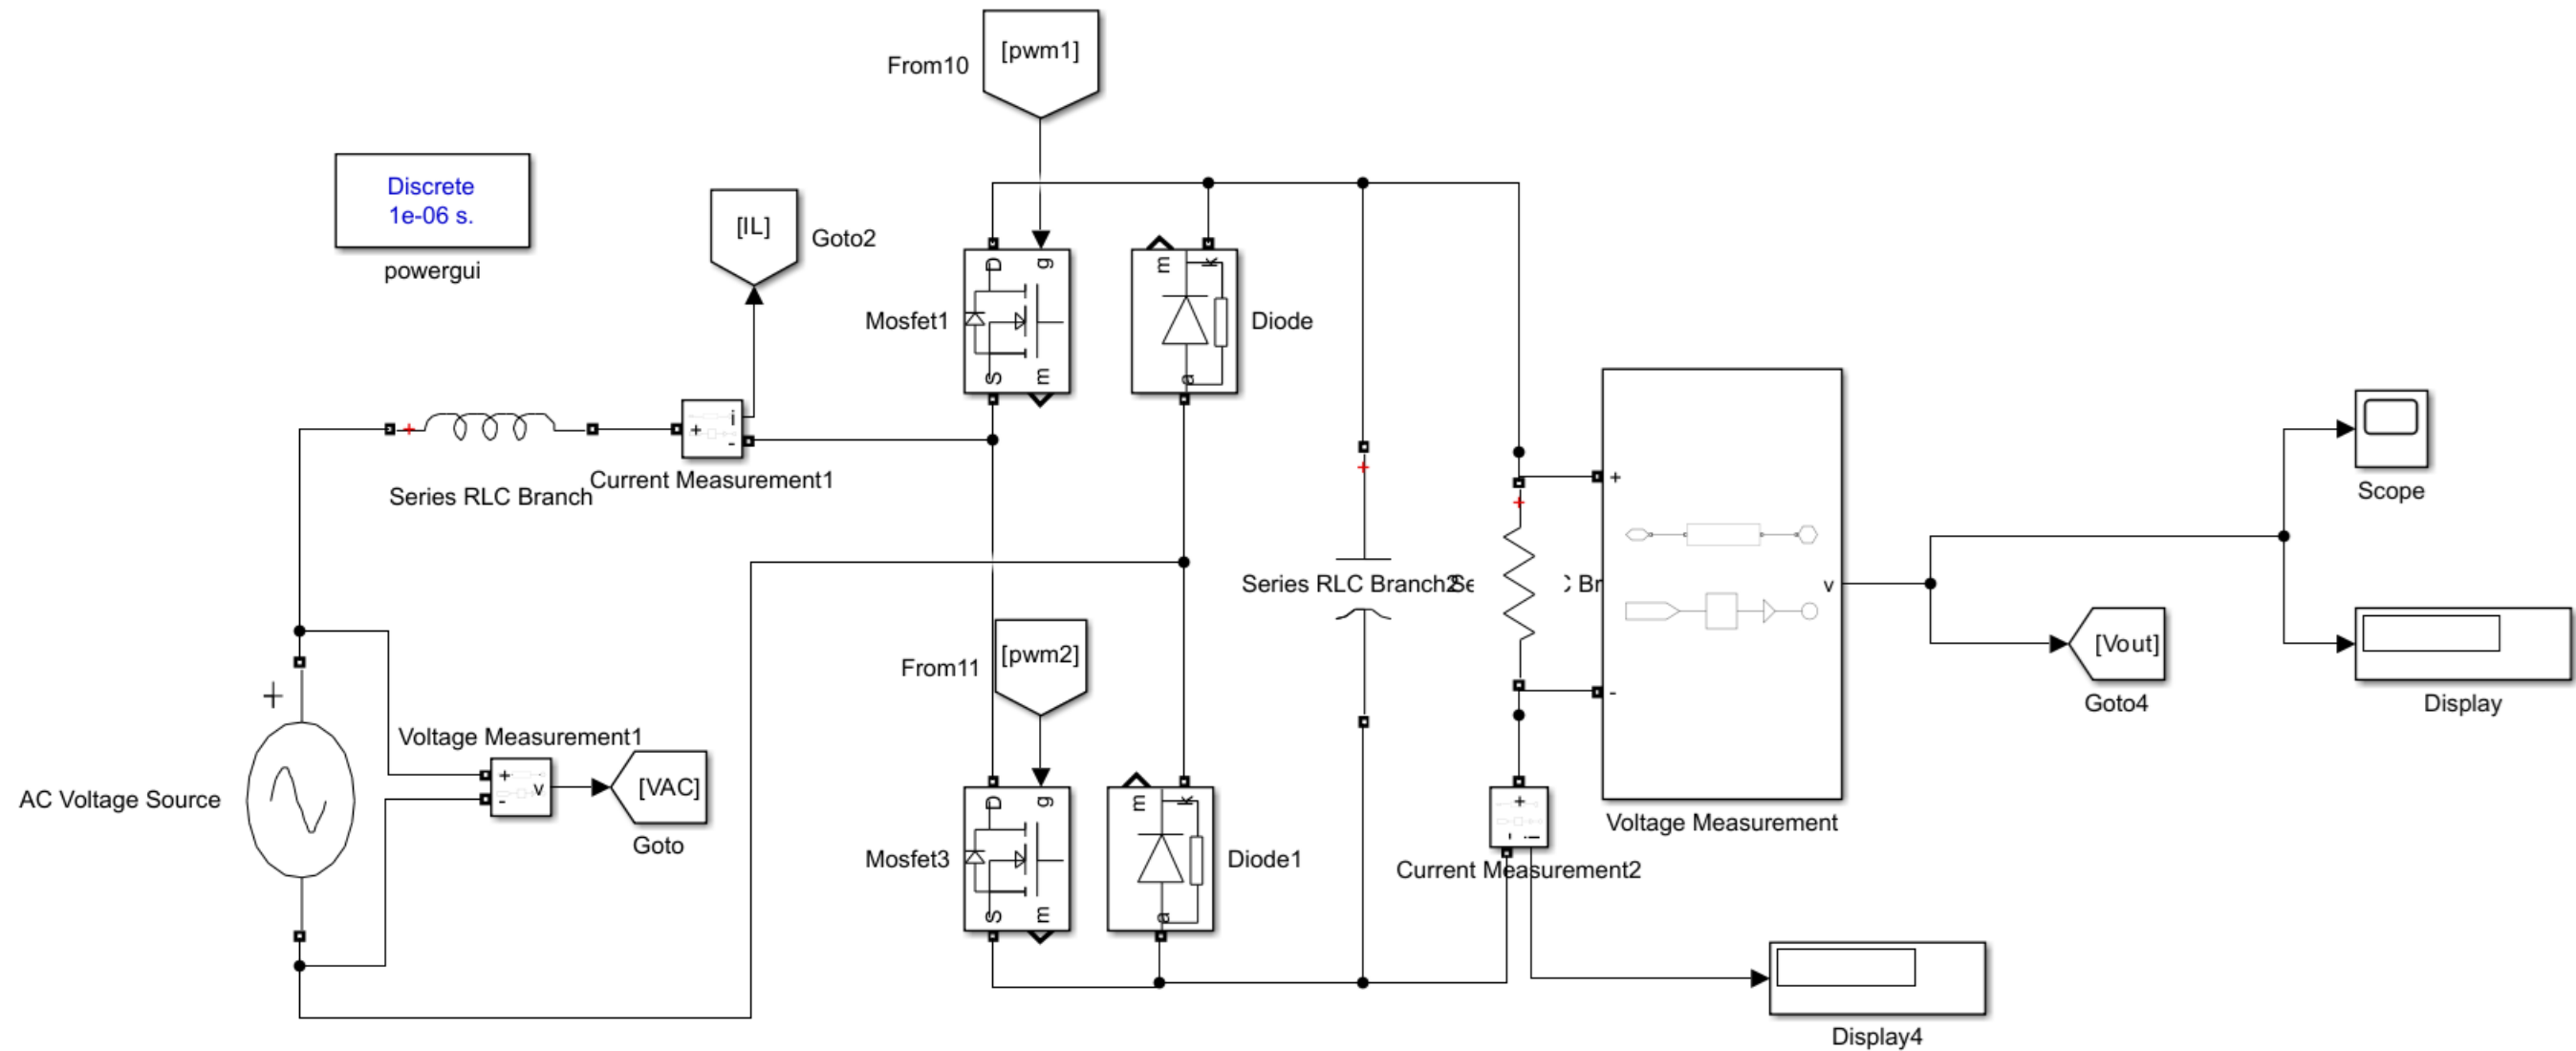 [pwm1]
From10
Discrete
1e-06 s.
powergui
[IL]
Goto2
D
g
m
k
Mosfet1
Diode
S
m
a
i
+
-
Current Measurement1
Series RLC Branch
+
+
+
+
Scope
Series RLC Branch2
Se
C Br
v
[pwm2]
From11
[Vout]
-
Goto4
Display
+
Voltage Measurement1
+
v
-
[VAC]
AC Voltage Source
Goto
D
g
m
k
+
-
i
Voltage Measurement
Mosfet3
Diode1
Current Measurement2
S
m
a
Display4